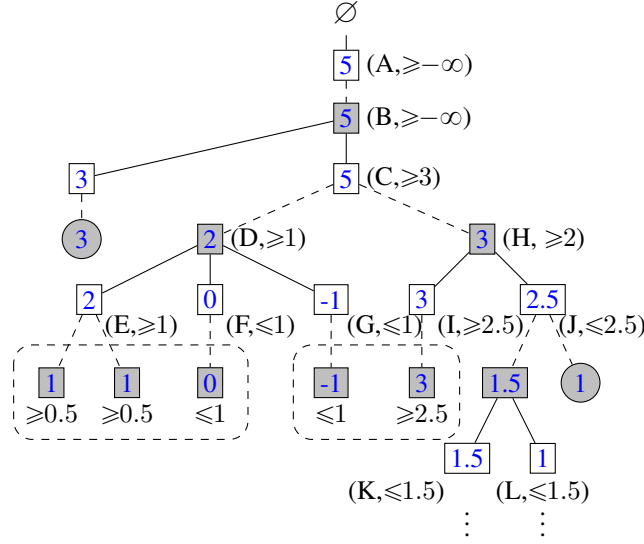 ∅
5 (A,⩾−∞)
5 (B,⩾−∞)
3 5 (C,⩾3)
3 2 (D,⩾1) 3 (H, ⩾2)
2 0 -1 3 2.5
(E,⩾1) (F,⩽1) (G,⩽1) (I,⩾2.5) (J,⩽2.5)
1 1 0 -1 3 1.5 1
⩾0.5 ⩾0.5 ⩽1 ⩽1 ⩾2.5
1.5 1
(K,⩽1.5) (L,⩽1.5)
⋮ ⋮